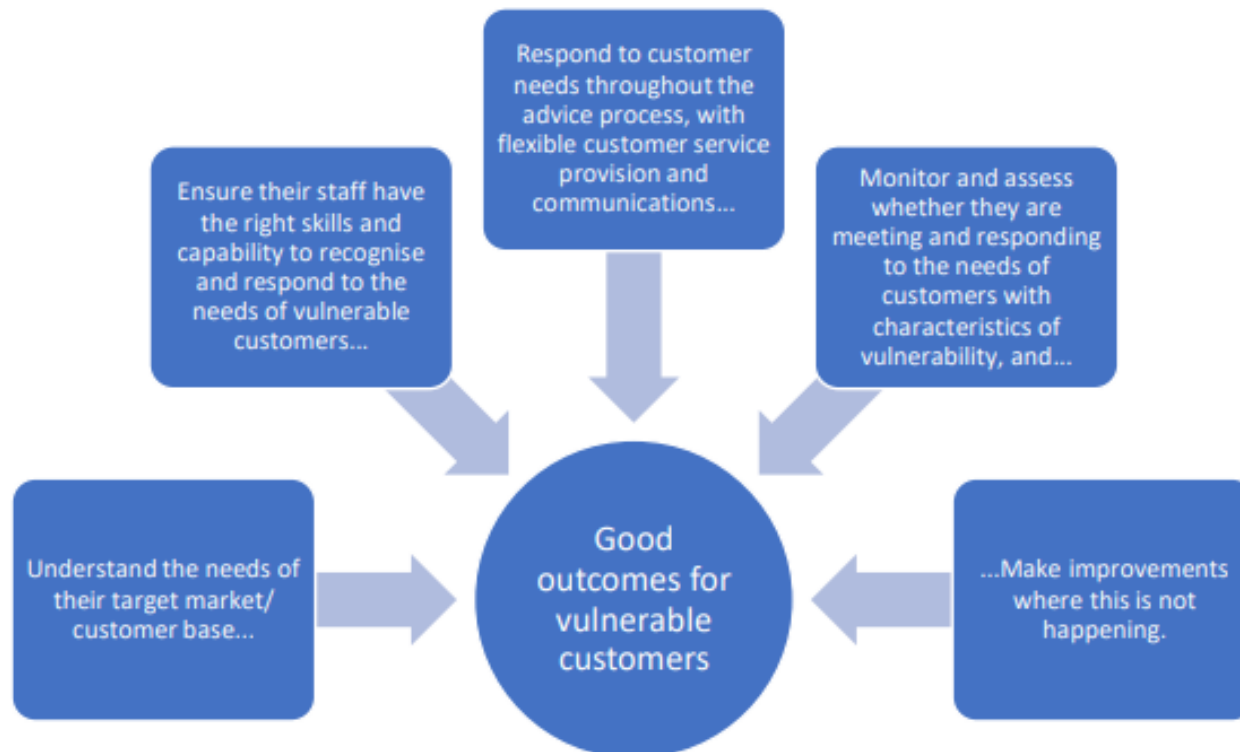 Understand the needs of
their target market/
customer base...
Ensure their staff have
the right skills and
capability to recognise
and respond to the
needs of vulnerable
customers...
Respond to customer
needs throughout the
advice process, with
flexible customer service
provision and
communications...
Monitor and assess
whether they are
meeting and responding
to the needs of
customers with
characteristics of
vulnerability, and...
...Make improvements
where this is not
happening.
Good
outcomes for
vulnerable
customers